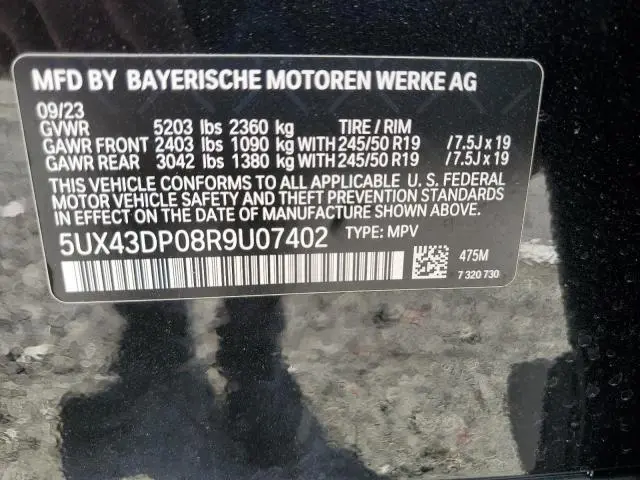 MFD BY BAYERISCHE MOTOREN WERKE AG
09/23
GVWR 5203 lbs 2360 kg TIRE / RIM
GAWR FRONT 2403 lbs 1090 kg WITH 245/50 R19 / 7.5J x 19
GAWR REAR 3042 lbs 1380 kg WITH 245/50 R19 / 7.5J x 19
THIS VEHICLE CONFORMS TO ALL APPLICABLE U. S. FEDERAL
MOTOR VEHICLE SAFETY AND THEFT PREVENTION STANDARDS
IN EFFECT ON THE DATE OF MANUFACTURE SHOWN ABOVE.
5UX43DP08R9U07402 TYPE: MPV
475M
7 320 730